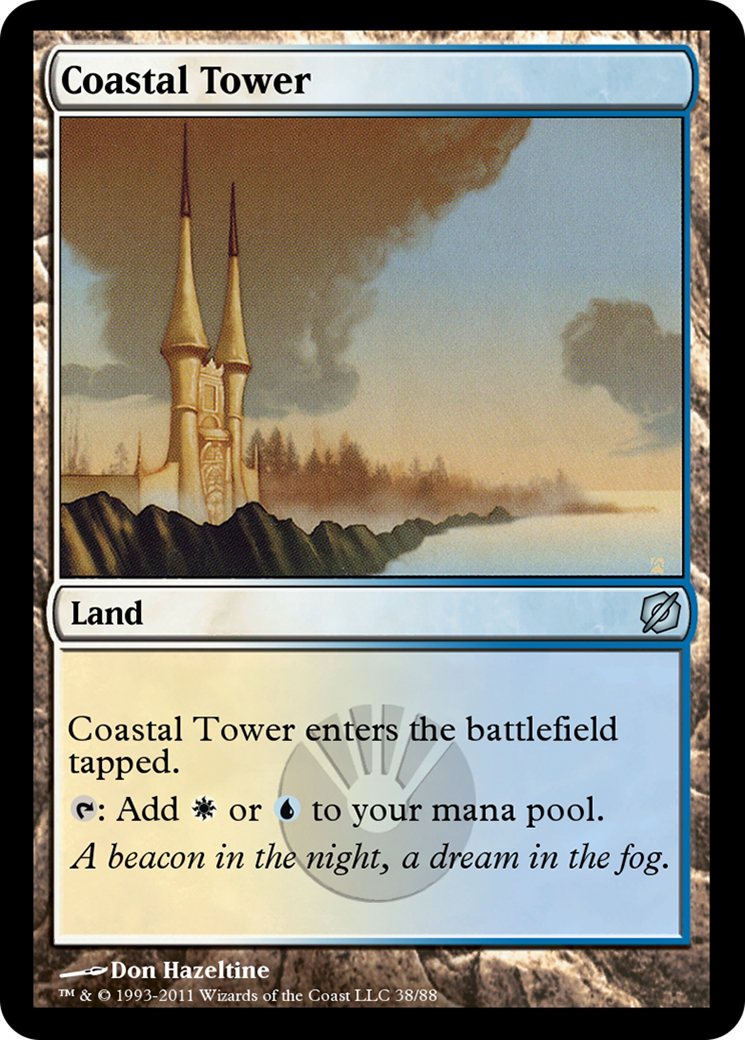 Coastal Tower
Land
Coastal Tower enters the battlefield
tapped.
: Add or to your mana pool.
A beacon in the night, a dream in the fog.
Don Hazeltine
™ & © 1993-2011 Wizards of the Coast LLC 38/88